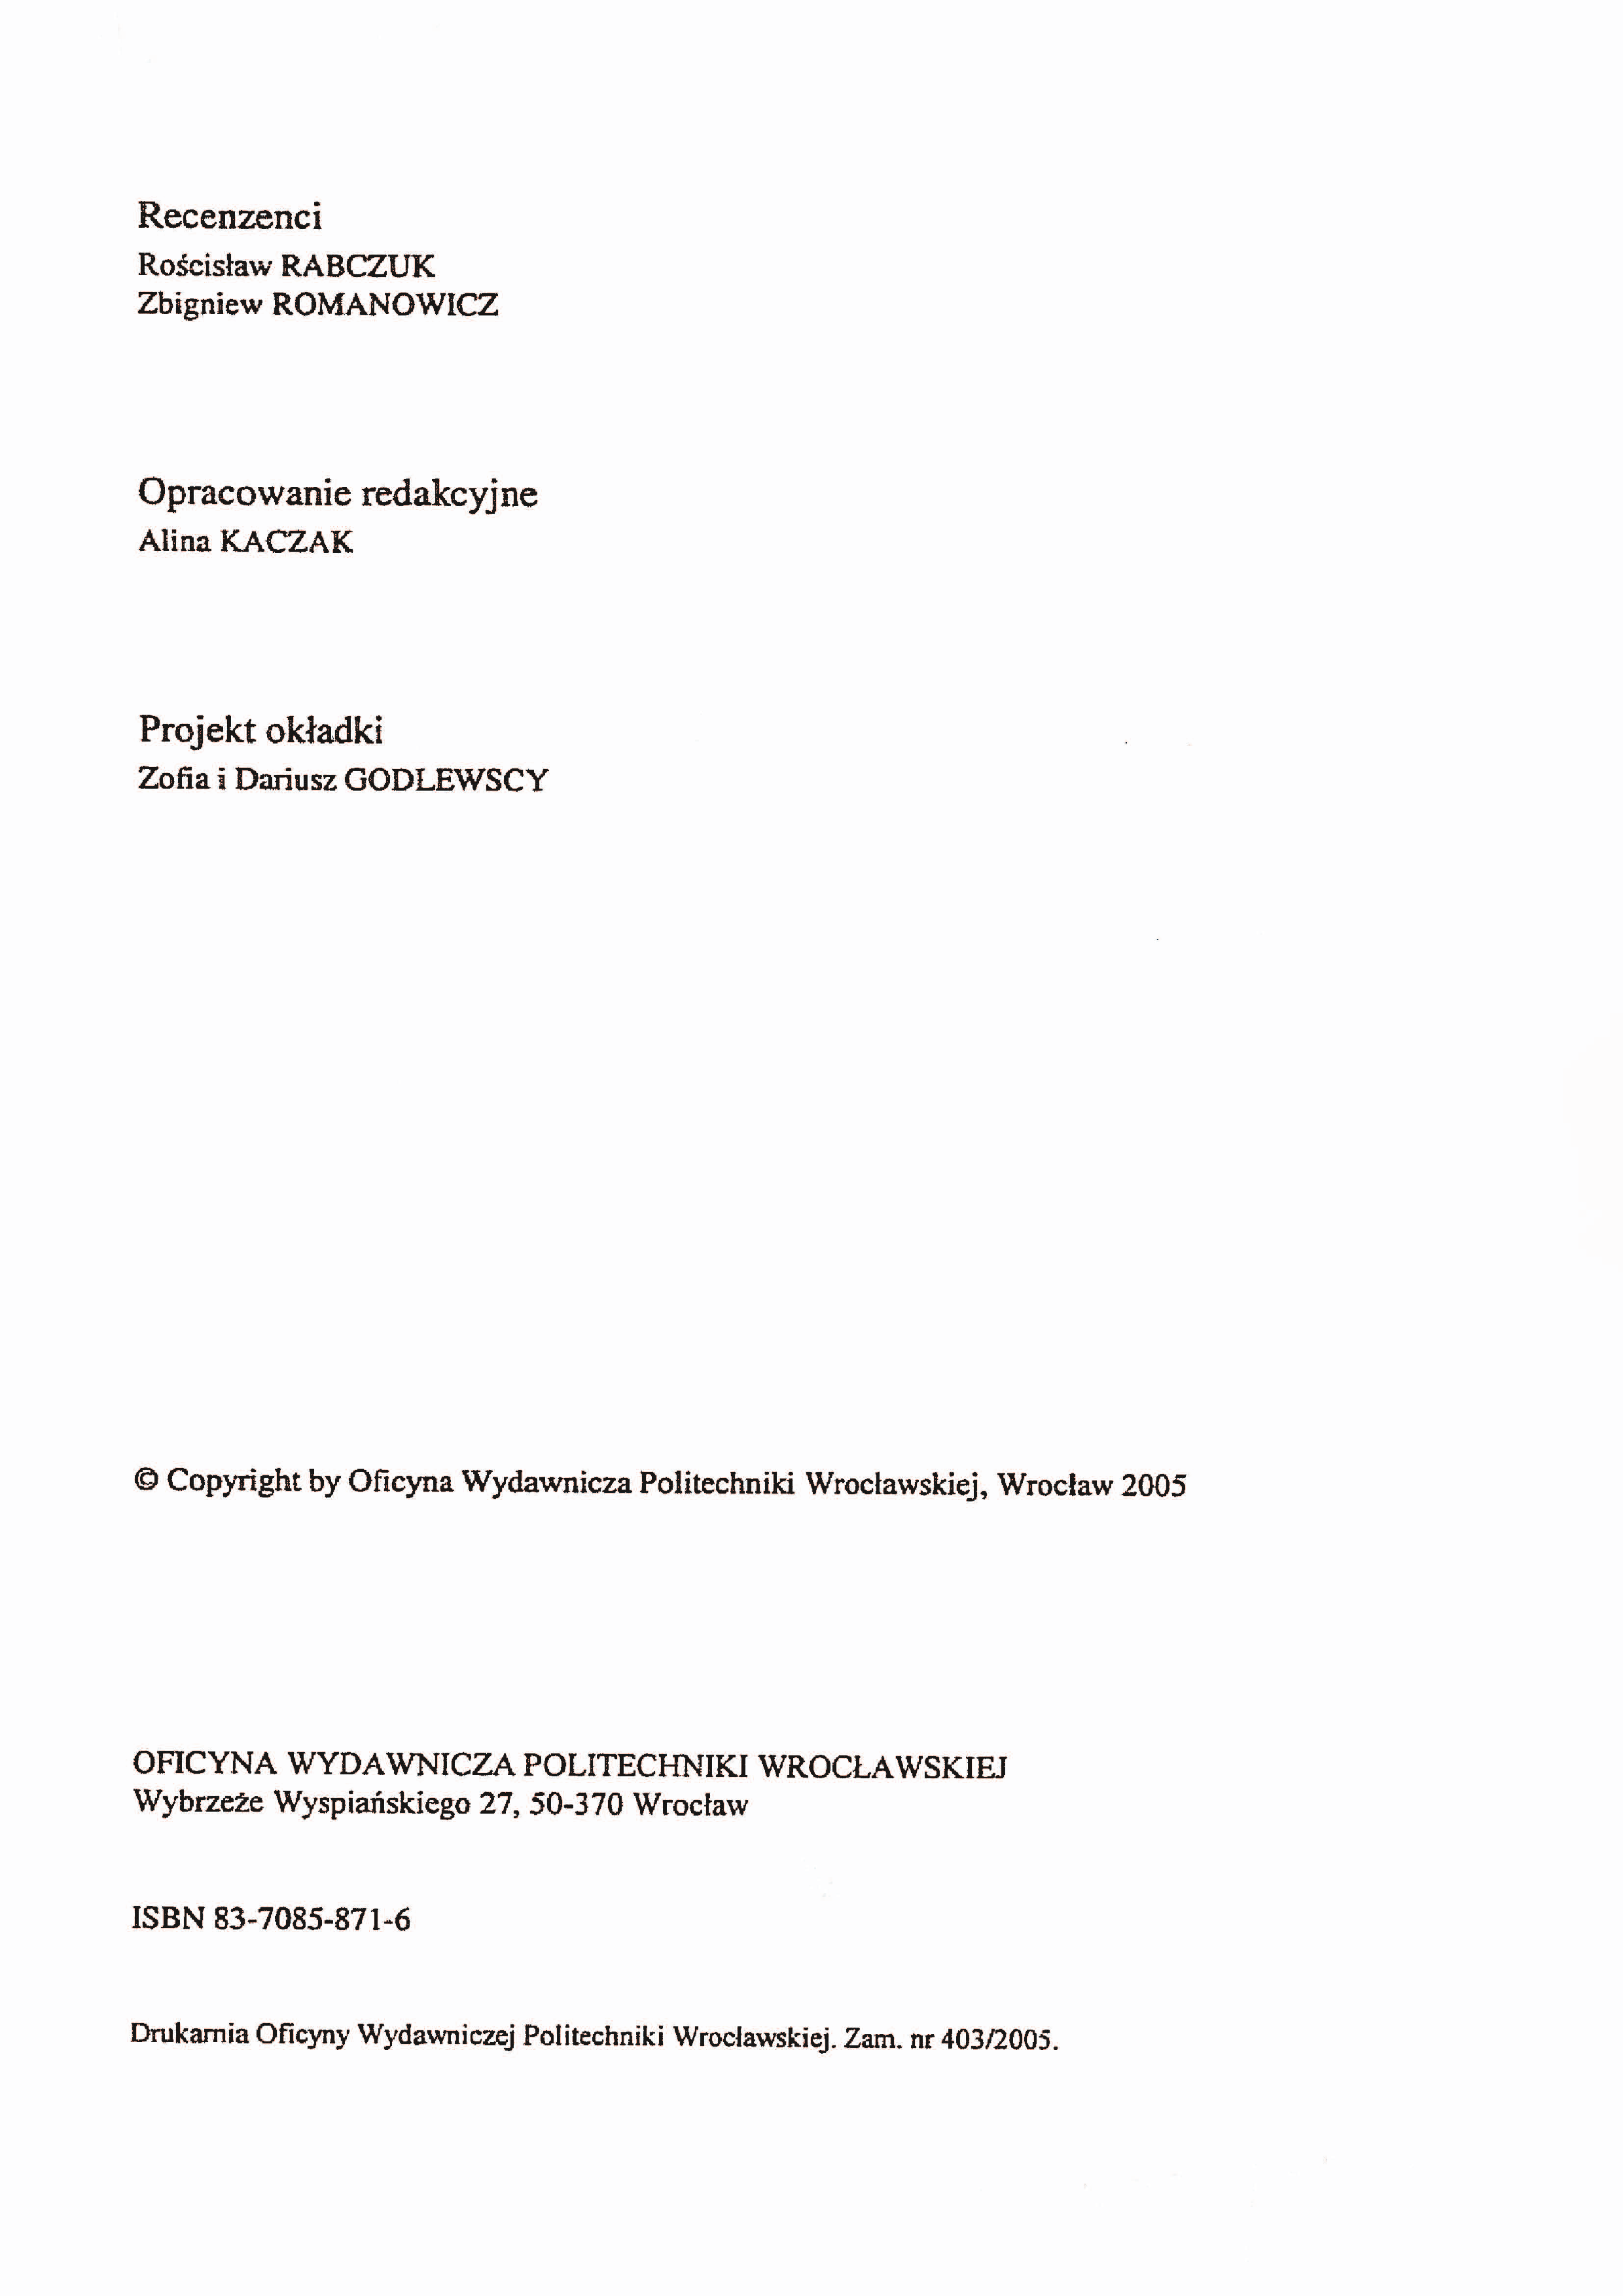 Recenzenci
Rościsław RABCZUK
Zbigniew ROMANOWICZ
Opracowanie redakcyjne
Alina KACZAK
Projekt okładki
Zofia i Dariusz GODLEWSCY
© Copyright by Oficyna Wydawnicza Politechniki Wrocławskiej, Wrocław 2005
OFICYNA WYDAWNICZA POLITECHNIKI WROCŁAWSKIEJ
Wybrzeże Wyspiańskiego 27, 50-370 Wrocław
ISBN 83-7085-871-6
Drukarnia Oficyny Wydawniczej Politechniki Wrocławskiej. Zam. nr 403/2005.